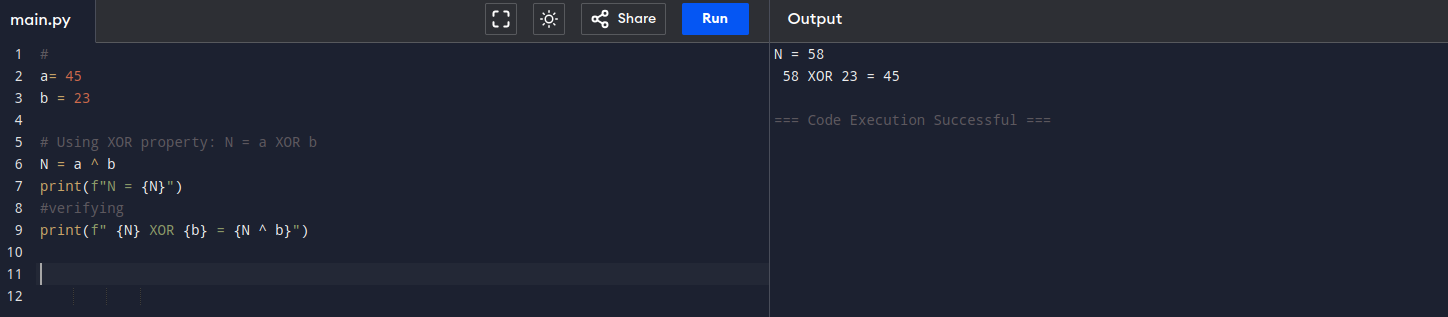 main.py
Share
Run
Output
1 #
2 a= 45
3 b = 23
4
5 # Using XOR property: N = a XOR b
6 N = a ^ b
7 print(f"N = {N}")
8 #verifying
9 print(f" {N} XOR {b} = {N ^ b}")
10
11
12
N = 58
 58 XOR 23 = 45
=== Code Execution Successful ===